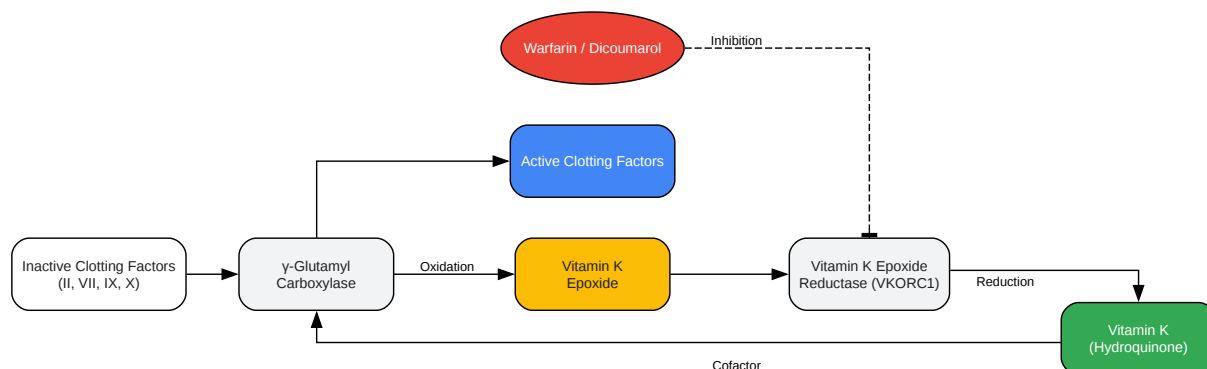 Warfarin / Dicoumarol
Inhibition
Active Clotting Factors
Inactive Clotting Factors
(II, VII, IX, X)
γ-Glutamyl
Carboxylase
Oxidation
Vitamin K
Epoxide
Vitamin K Epoxide
Reductase (VKORC1)
Reduction
Vitamin K
(Hydroquinone)
Cofactor